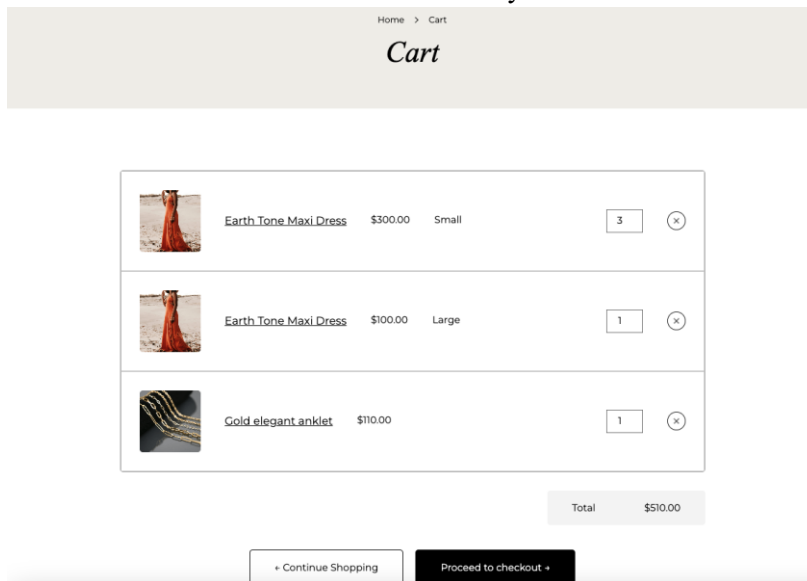 Home > Cart
Cart
Earth Tone Maxi Dress $300.00 Small 3
Earth Tone Maxi Dress $100.00 Large 1
Gold elegant anklet $110.00 1
Total $510.00
← Continue Shopping Proceed to checkout →